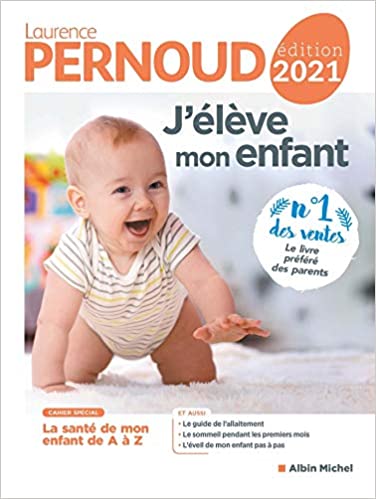 Laurence
PERNOUD
édition
2021
J'élève
mon enfant
n°1
des ventes
Le livre
préféré
des parents
CAHIER SPÉCIAL
La santé de mon
enfant de A à Z
ET AUSSI
• Le guide de l'allaitement
• Le sommeil pendant les premiers mois
• L'éveil de mon enfant pas à pas
Albin Michel